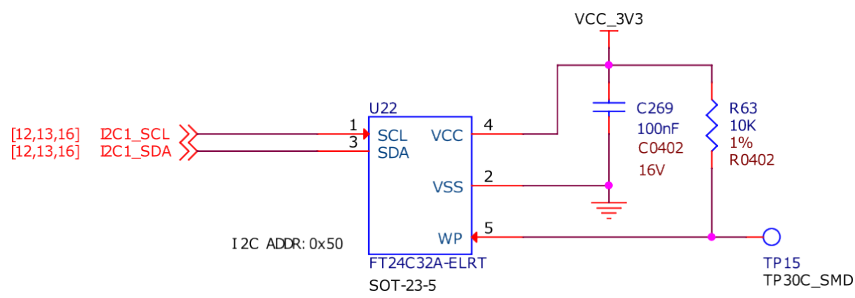 VCC_3V3
U22
C269
100nF
C0402
16V
R63
10K
1%
R0402
[12,13,16] I2C1_SCL
[12,13,16] I2C1_SDA
1
3
SCL
SDA
VCC
4
VSS
2
WP
5
I2C ADDR: 0x50
FT24C32A-ELRT
SOT-23-5
TP15
TP30C_SMD